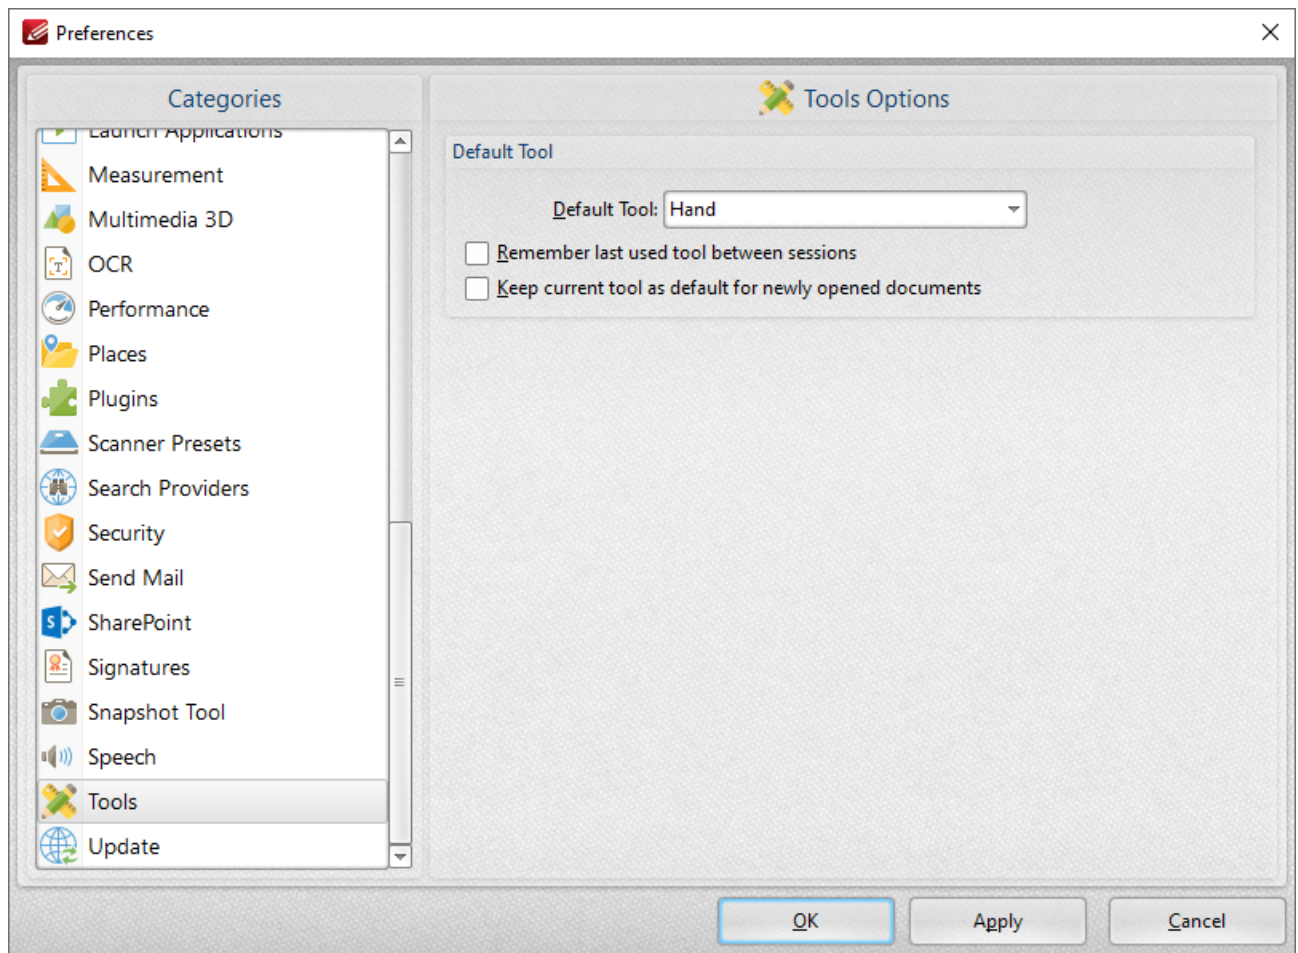 Preferences
Categories
Launch Applications
Measurement
Multimedia 3D
OCR
Performance
Places
Plugins
Scanner Presets
Search Providers
Security
Send Mail
SharePoint
Signatures
Snapshot Tool
Speech
Tools
Update
Tools Options
Default Tool
Default Tool: Hand
Remember last used tool between sessions
Keep current tool as default for newly opened documents
OK
Apply
Cancel